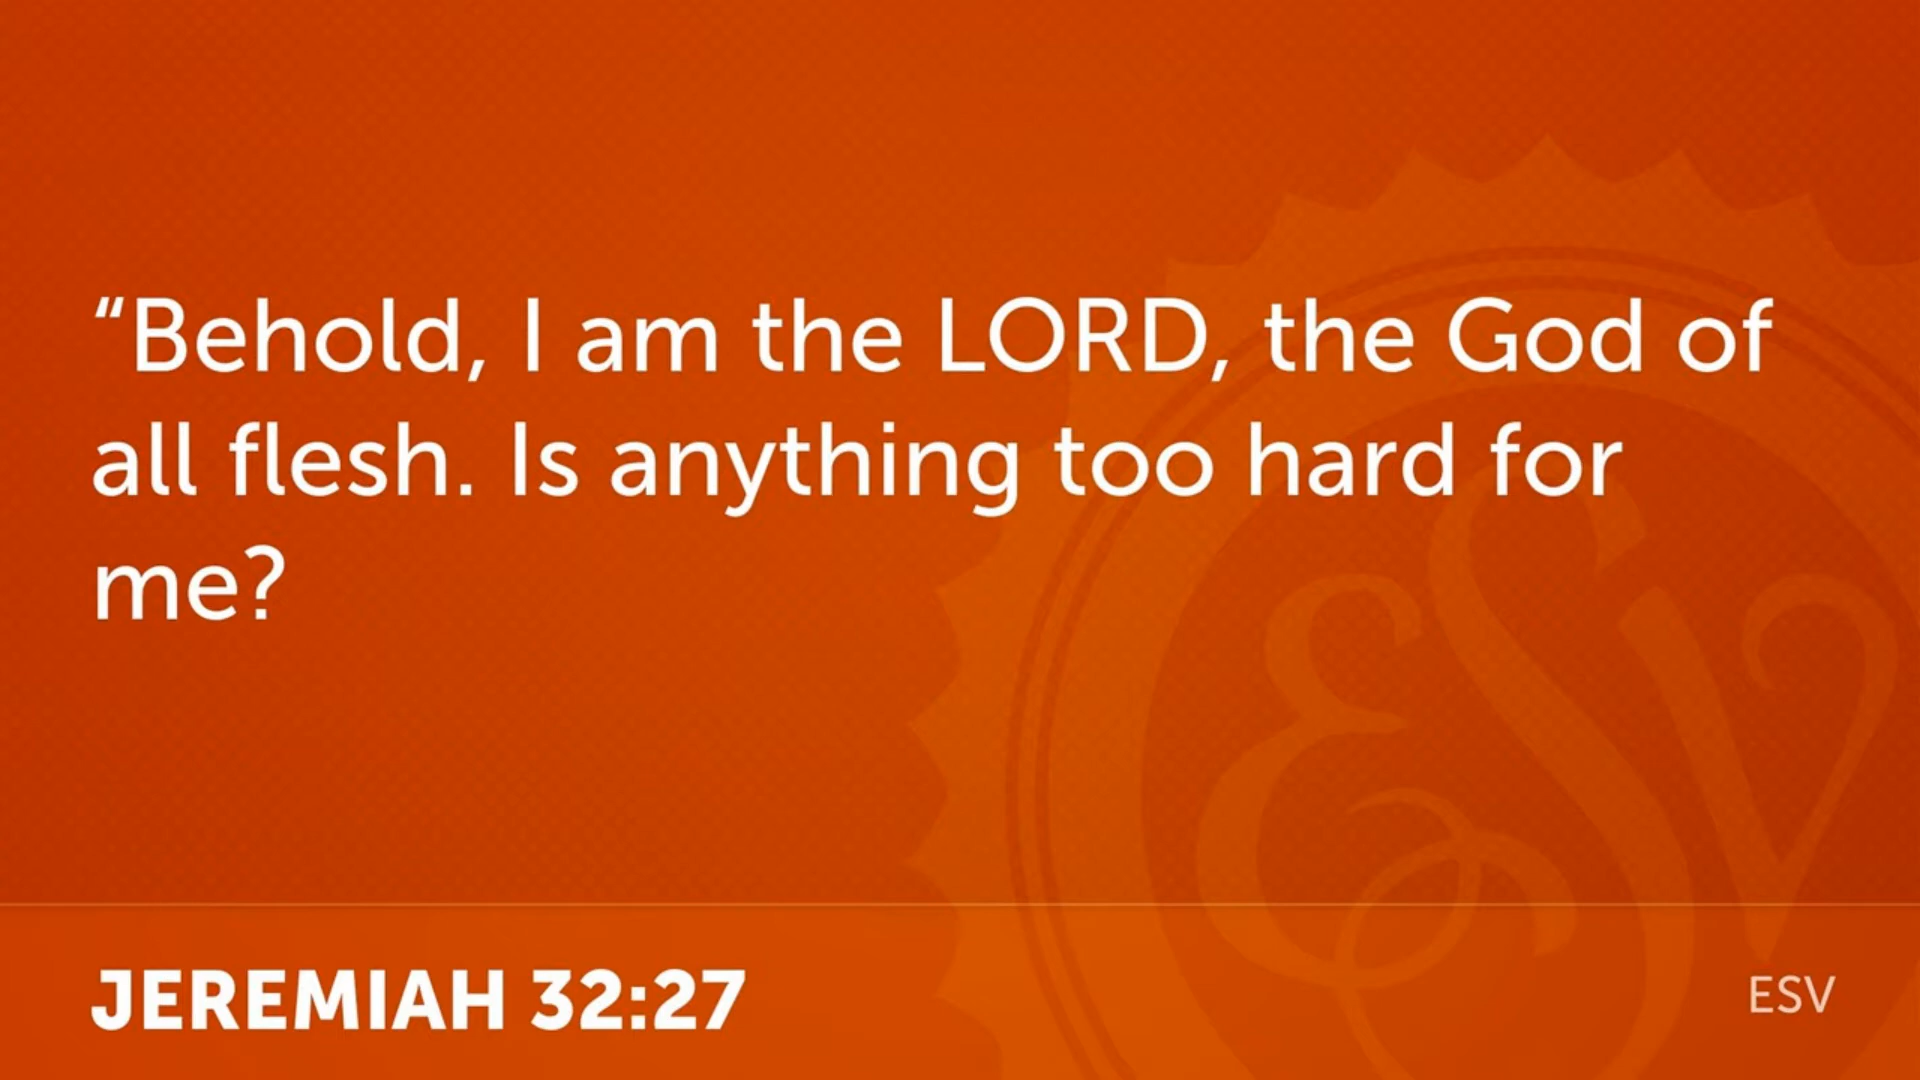 “Behold, I am the LORD, the God of
all flesh. Is anything too hard for
me?
ESV
JEREMIAH 32:27
ESV